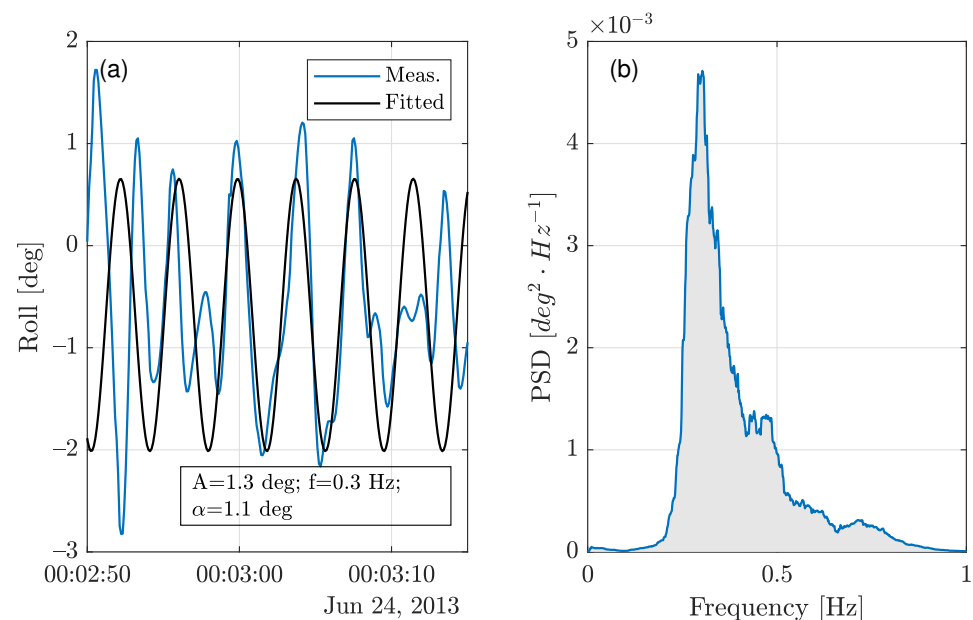 (a)
Meas.
Fitted
2
1
0
−1
−2
−3
Roll [deg]
A=1.3 deg; f=0.3 Hz;
α=1.1 deg
00:02:50
00:03:00
00:03:10
Jun 24, 2013
×10⁻³
(b)
5
4
3
2
1
0
PSD [deg² · Hz⁻¹]
0
0.5
1
Frequency [Hz]